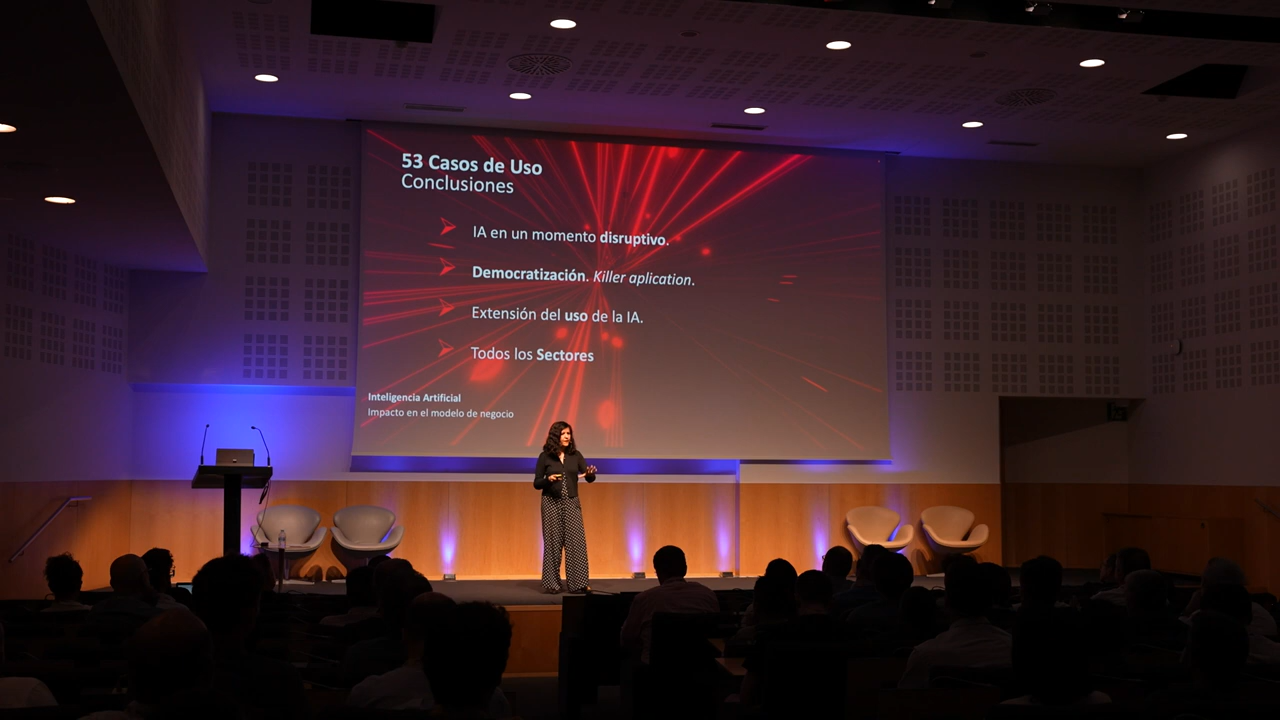 53 Casos de Uso
Conclusiones
IA en un momento disruptivo.
Democratización. Killer aplication.
Extensión del uso de la IA.
Todos los Sectores
Inteligencia Artificial
Impacto en el modelo de negocio